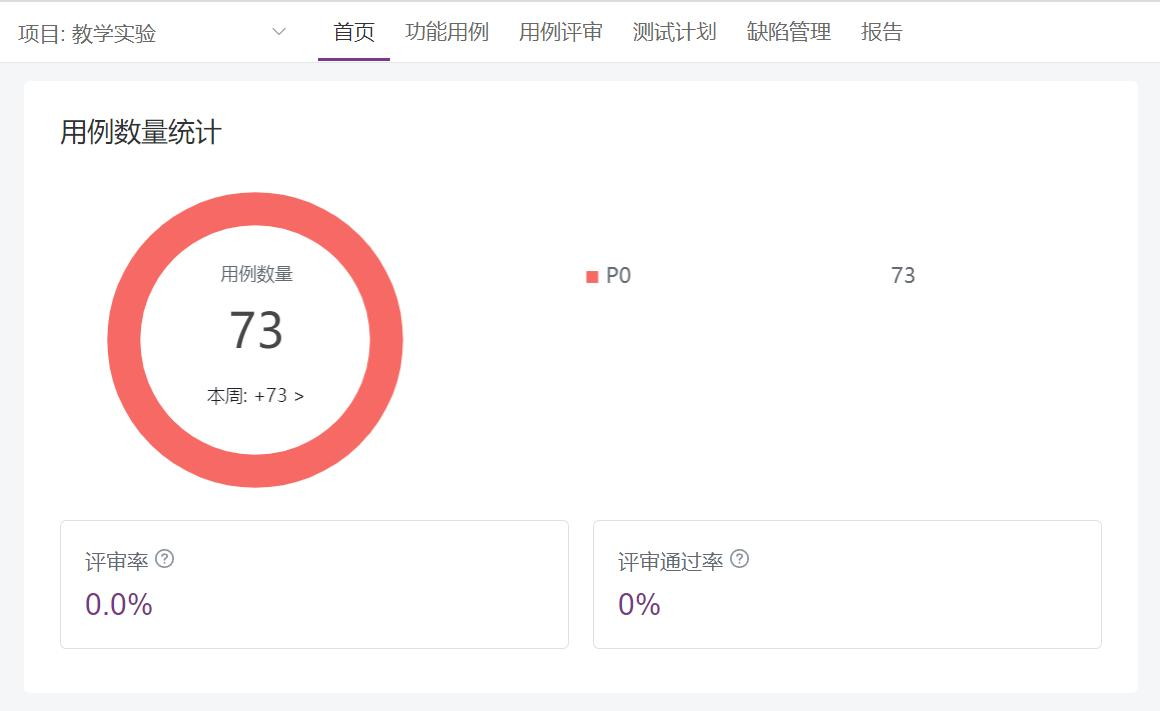 项目: 教学实验 首页 功能用例 用例评审 测试计划 缺陷管理 报告
用例数量统计
用例数量
73
本周: +73 >
P0 73
评审率 ?
0.0%
评审通过率 ?
0%